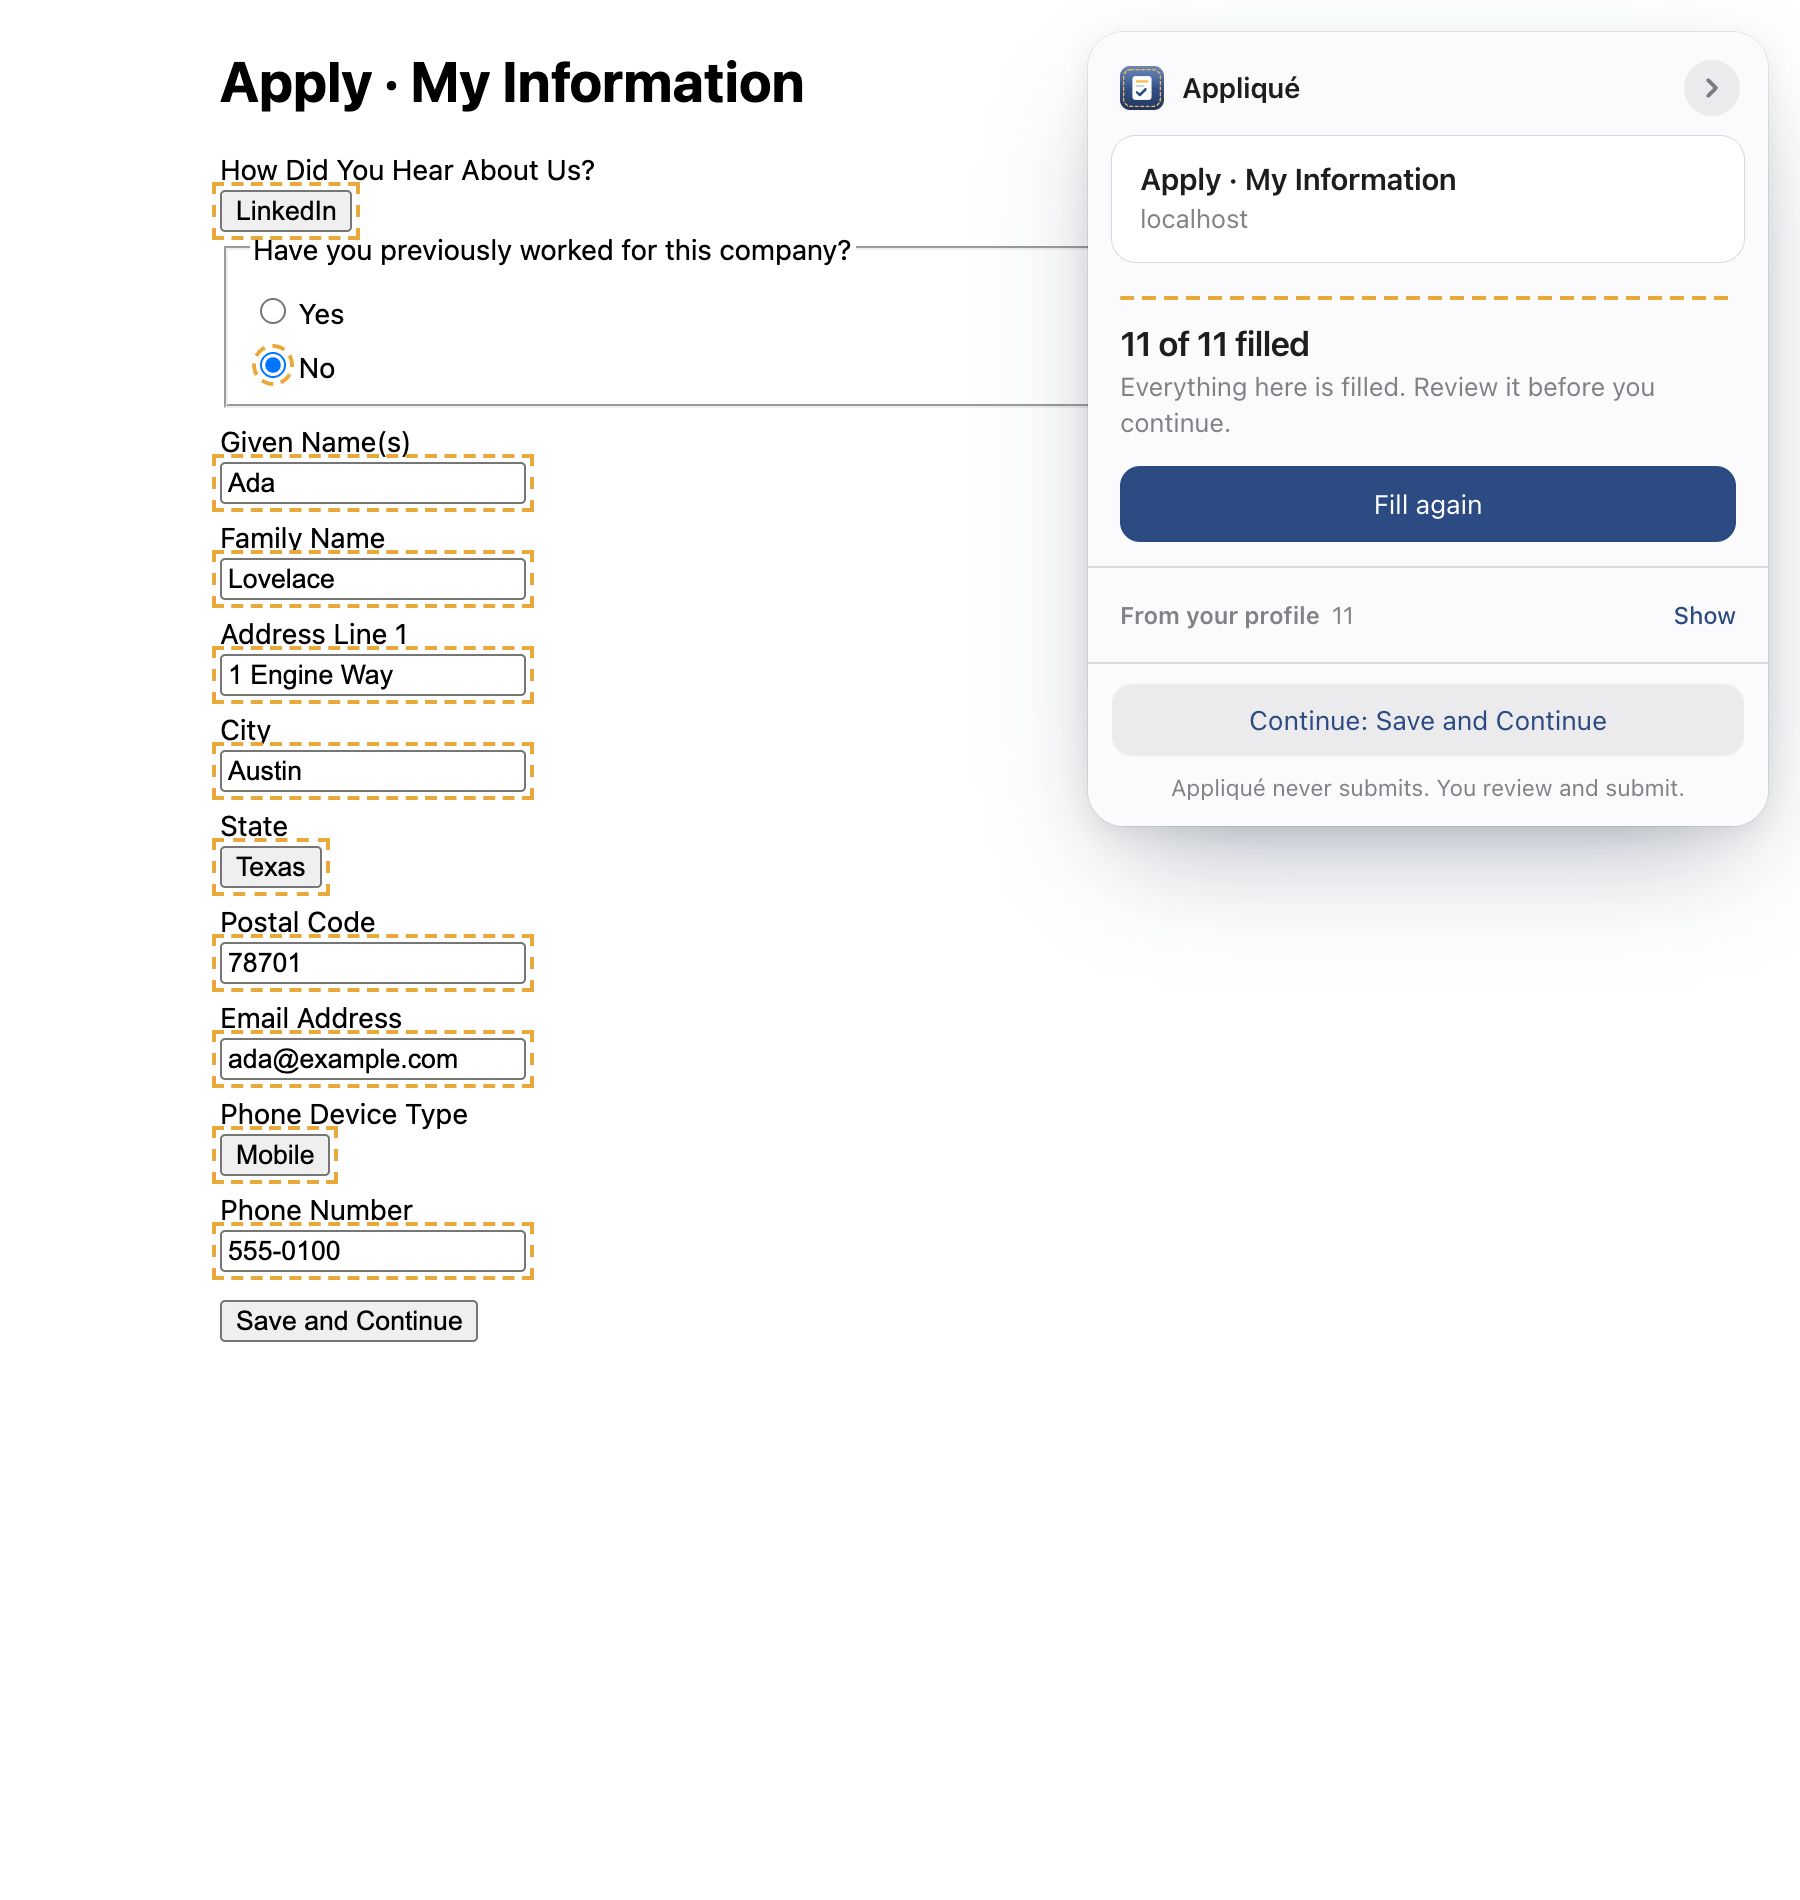 Apply · My Information
How Did You Hear About Us?
LinkedIn
Have you previously worked for this company?
Yes
No
Given Name(s)
Ada
Family Name
Lovelace
Address Line 1
1 Engine Way
City
Austin
State
Texas
Postal Code
78701
Email Address
ada@example.com
Phone Device Type
Mobile
Phone Number
555-0100
Save and Continue
Appliqué
Apply · My Information
localhost
11 of 11 filled
Everything here is filled. Review it before you
continue.
Fill again
From your profile 11
Show
Continue: Save and Continue
Appliqué never submits. You review and submit.